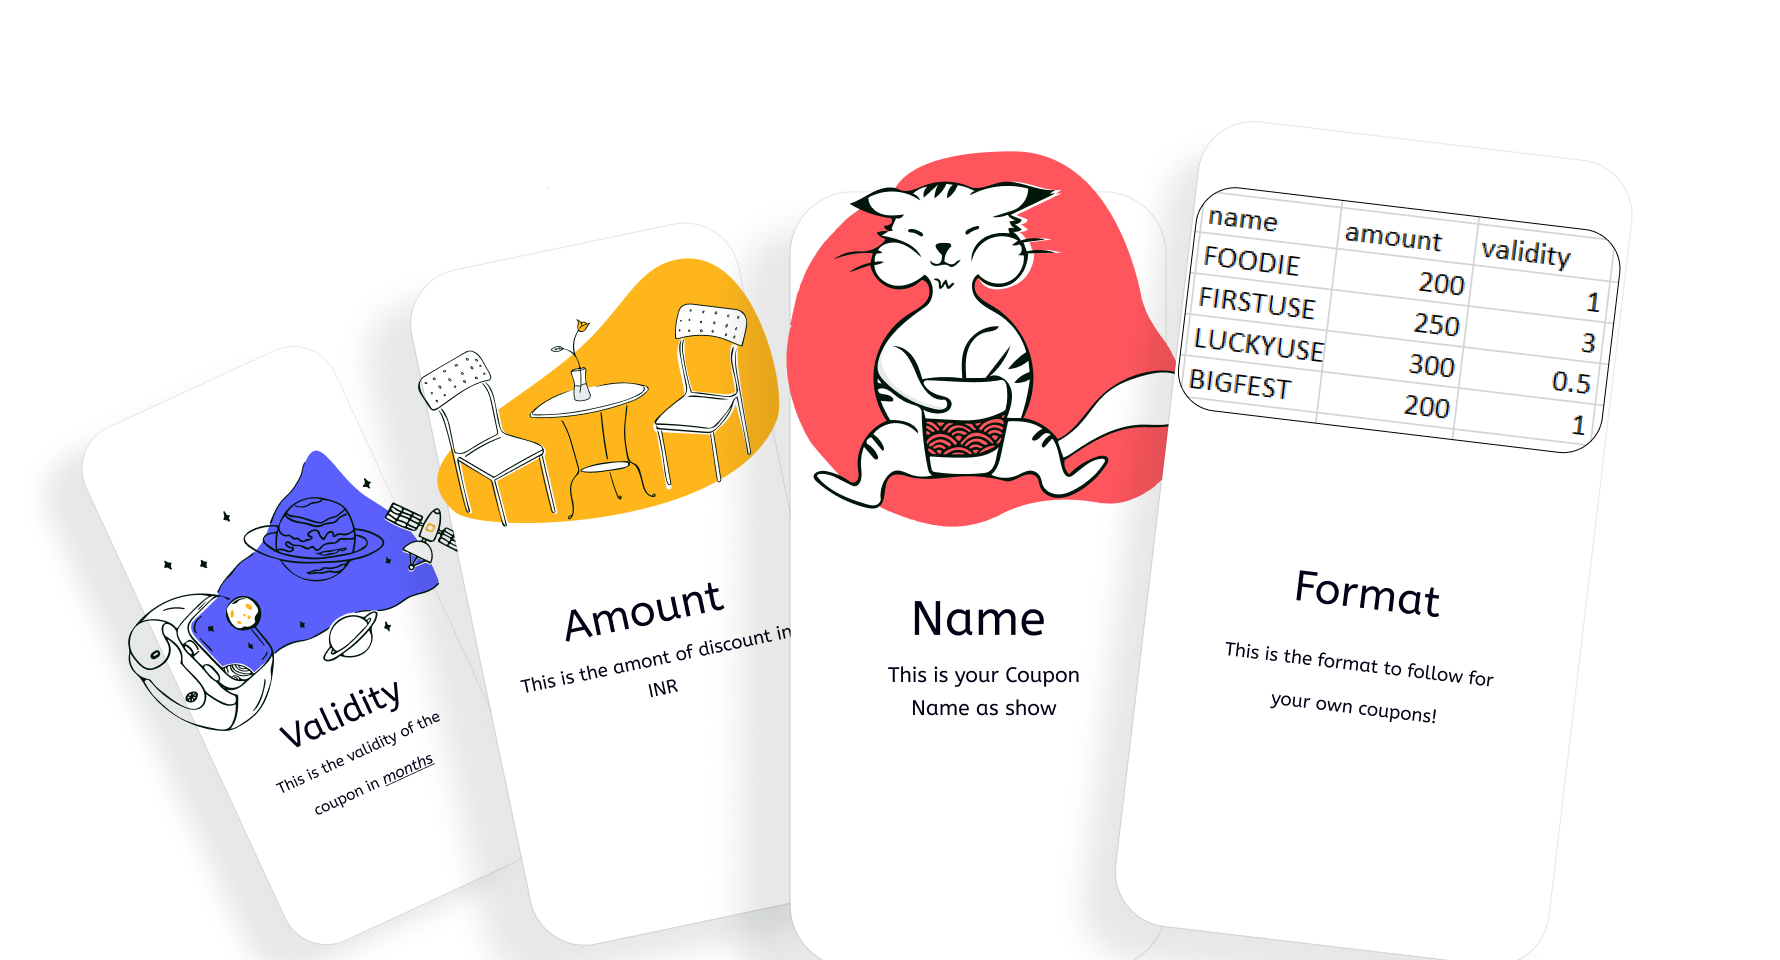 Validity
This is the validity of the
coupon in months
Amount
This is the amont of discount in
INR
Name
This is your Coupon
Name as show
name amount validity
FOODIE 200 1
FIRSTUSE 250 3
LUCKYUSE 300 0.5
BIGFEST 200 1
Format
This is the format to follow for
your own coupons!